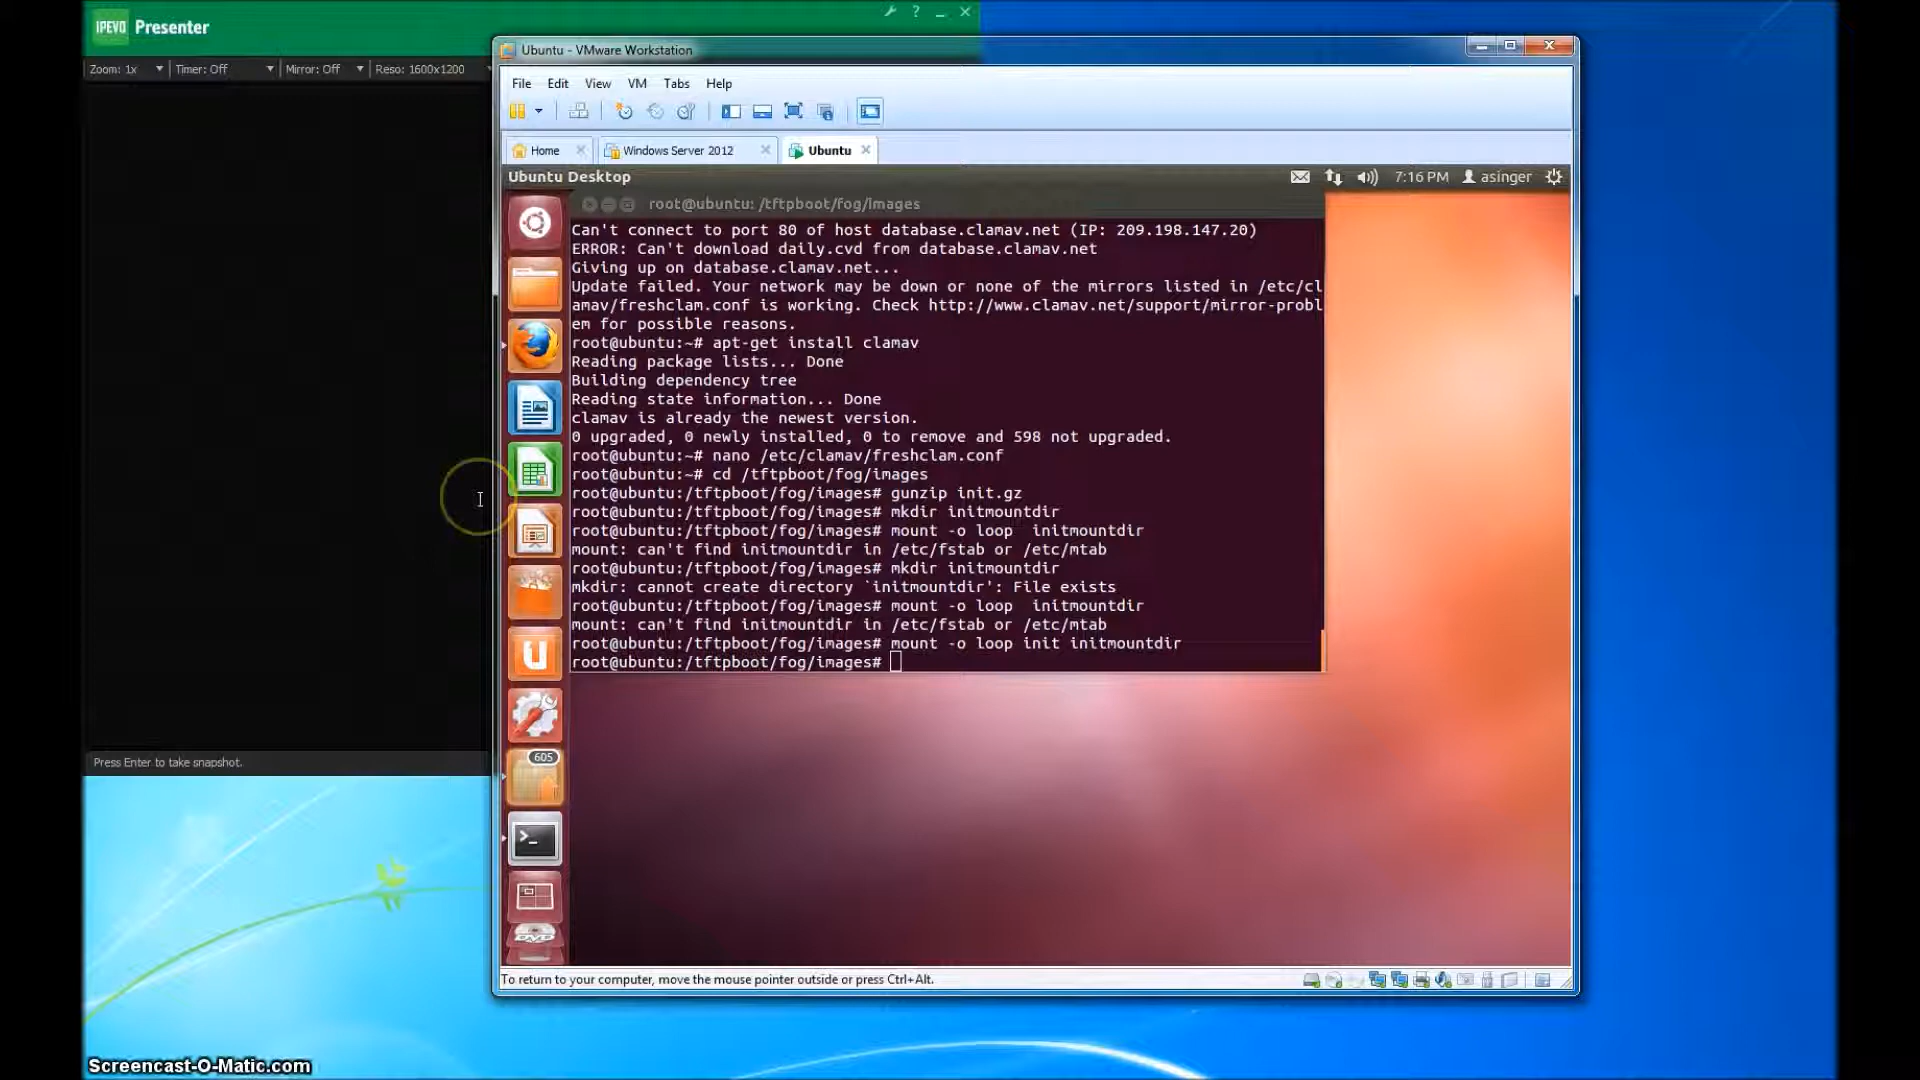 IPEVO Presenter
Zoom: 1x Timer: Off Mirror: Off Reso: 1600x1200
Ubuntu - VMware Workstation
File Edit View VM Tabs Help
Home Windows Server 2012 Ubuntu
Ubuntu Desktop 7:16 PM asinger
root@ubuntu: /tftpboot/fog/images
Can't connect to port 80 of host database.clamav.net (IP: 209.198.147.20)
ERROR: Can't download daily.cvd from database.clamav.net
Giving up on database.clamav.net...
Update failed. Your network may be down or none of the mirrors listed in /etc/cl
amav/freshclam.conf is working. Check http://www.clamav.net/support/mirror-probl
em for possible reasons.
root@ubuntu:~# apt-get install clamav
Reading package lists... Done
Building dependency tree
Reading state information... Done
clamav is already the newest version.
0 upgraded, 0 newly installed, 0 to remove and 598 not upgraded.
root@ubuntu:~# nano /etc/clamav/freshclam.conf
root@ubuntu:~# cd /tftpboot/fog/images
root@ubuntu:/tftpboot/fog/images# gunzip init.gz
root@ubuntu:/tftpboot/fog/images# mkdir initmountdir
root@ubuntu:/tftpboot/fog/images# mount -o loop  initmountdir
mount: can't find initmountdir in /etc/fstab or /etc/mtab
root@ubuntu:/tftpboot/fog/images# mkdir initmountdir
mkdir: cannot create directory `initmountdir': File exists
root@ubuntu:/tftpboot/fog/images# mount -o loop  initmountdir
mount: can't find initmountdir in /etc/fstab or /etc/mtab
root@ubuntu:/tftpboot/fog/images# mount -o loop init initmountdir
root@ubuntu:/tftpboot/fog/images#
605
Press Enter to take snapshot.
DVD
To return to your computer, move the mouse pointer outside or press Ctrl+Alt.
Screencast-O-Matic.com